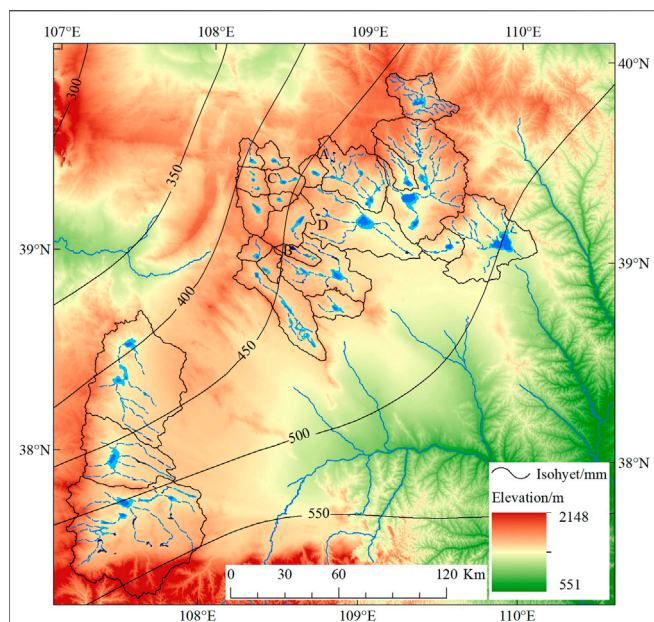 107°E 108°E 109°E 110°E
40°N 40°N
300
350
A
C
D
39°N 39°N
B
400
450
500
38°N 38°N
550
Isohyet/mm
Elevation/m
2148
551
0 30 60 120 Km
108°E 109°E 110°E